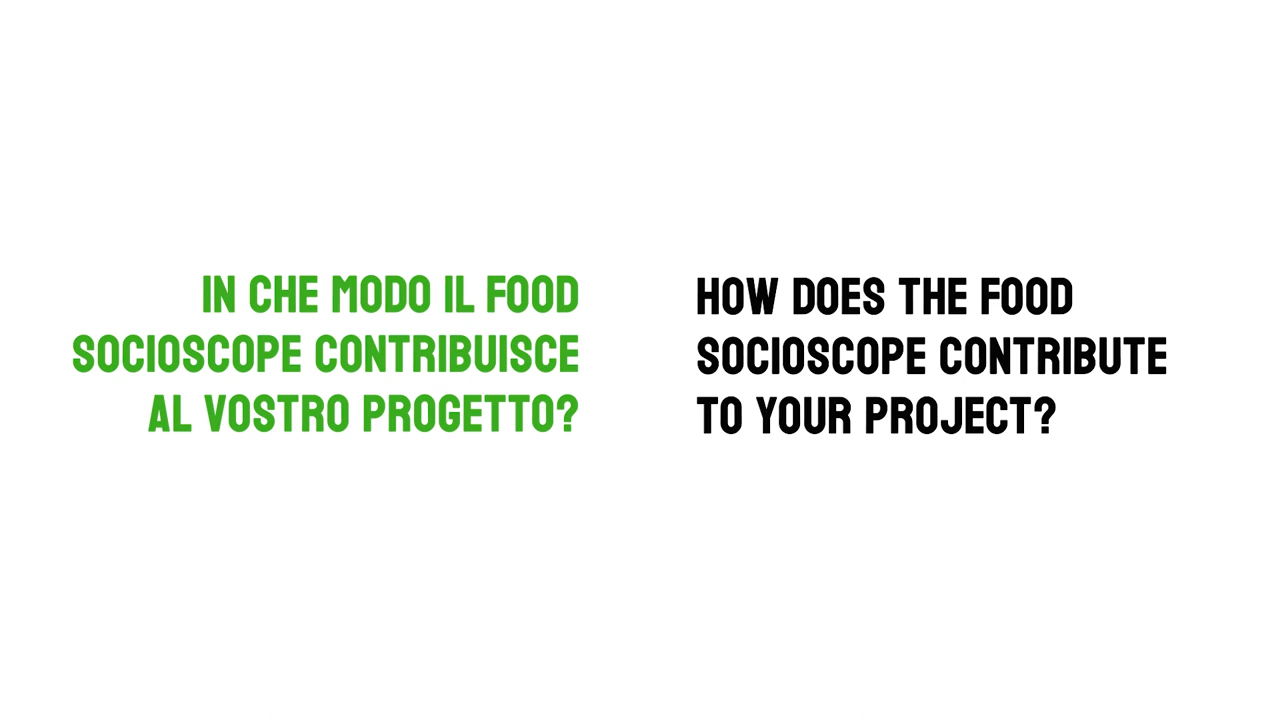 IN CHE MODO IL FOOD
SOCIOSCOPE CONTRIBUISCE
AL VOSTRO PROGETTO?
HOW DOES THE FOOD
SOCIOSCOPE CONTRIBUTE
TO YOUR PROJECT?